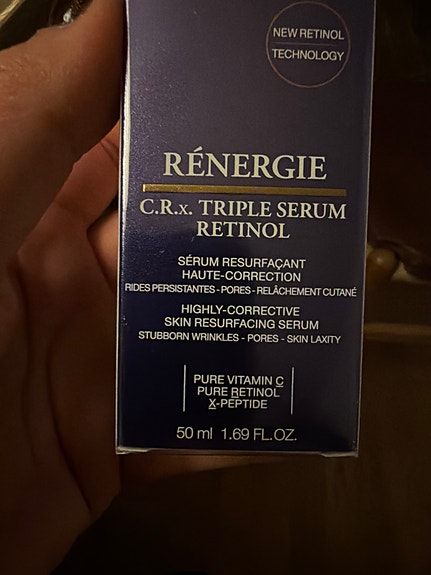 NEW RETINOL
TECHNOLOGY
RÉNERGIE
C.R.x. TRIPLE SERUM
RETINOL
SÉRUM RESURFAÇANT
HAUTE-CORRECTION
RIDES PERSISTANTES - PORES - RELÂCHEMENT CUTANÉ
HIGHLY-CORRECTIVE
SKIN RESURFACING SERUM
STUBBORN WRINKLES - PORES - SKIN LAXITY
PURE VITAMIN C
PURE RETINOL
X-PEPTIDE
50 ml 1.69 FL.OZ.